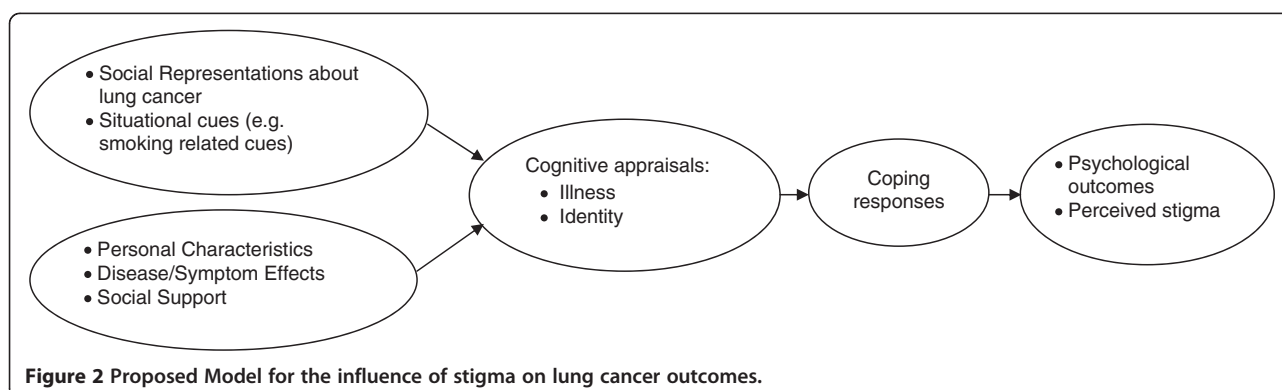 • Social Representations about
lung cancer
• Situational cues (e.g.
smoking related cues)
• Personal Characteristics
• Disease/Symptom Effects
• Social Support
Cognitive appraisals:
• Illness
• Identity
Coping
responses
• Psychological
outcomes
• Perceived stigma
Figure 2 Proposed Model for the influence of stigma on lung cancer outcomes.